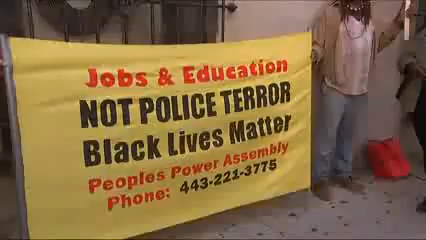 Jobs & Education
NOT POLICE TERROR
Black Lives Matter
Peoples Power Assembly
Phone: 443-221-3775